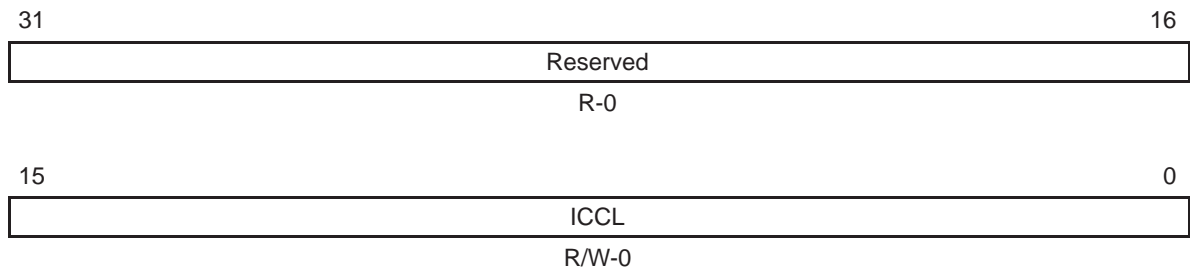 31 16
Reserved
R-0
15 0
ICCL
R/W-0